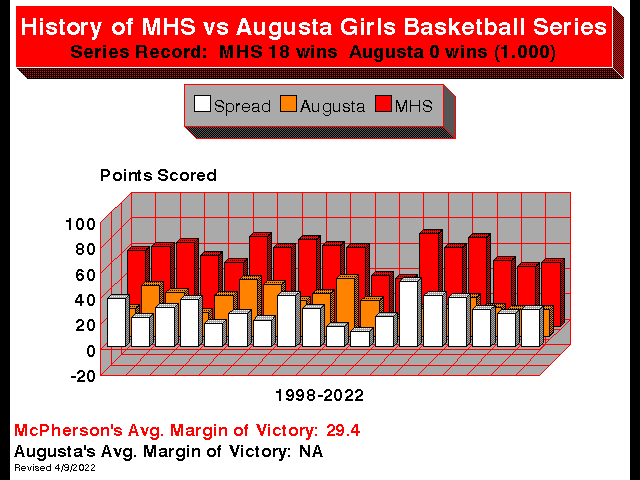 History of MHS vs Augusta Girls Basketball Series
Series Record:  MHS 18 wins  Augusta 0 wins (1.000)
Spread Augusta MHS
Points Scored
100
80
60
40
20
0
-20
1998-2022
McPherson's Avg. Margin of Victory: 29.4
Augusta's Avg. Margin of Victory: NA
Revised 4/9/2022